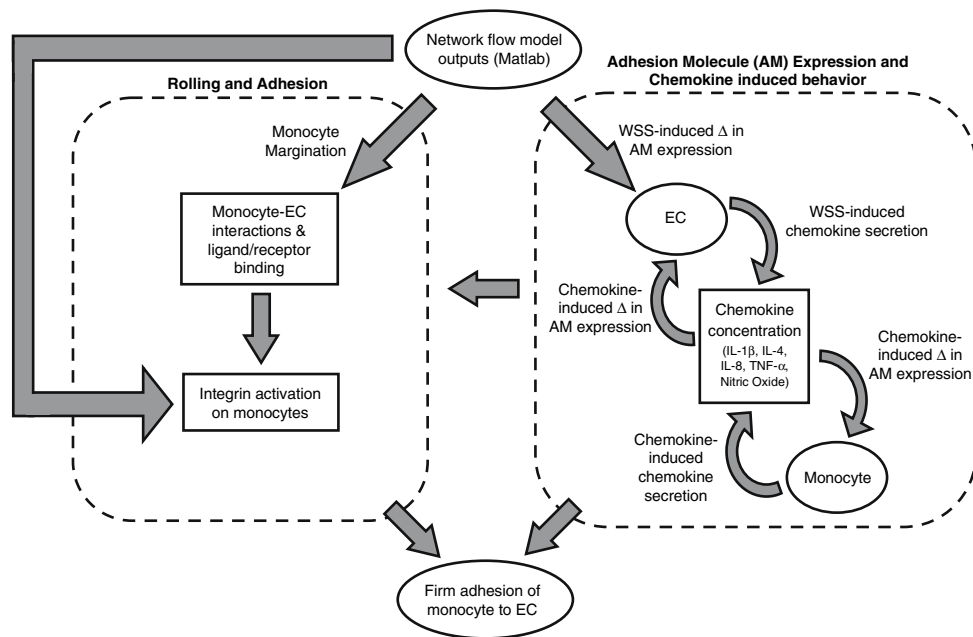 Network flow model
outputs (Matlab)
Rolling and Adhesion
Adhesion Molecule (AM) Expression and
Chemokine induced behavior
Monocyte
Margination
WSS-induced Δ in
AM expression
Monocyte-EC
interactions &
ligand/receptor
binding
EC
WSS-induced
chemokine secretion
Chemokine-
induced Δ in
AM expression
Chemokine
concentration
(IL-1β, IL-4,
IL-8, TNF-α,
Nitric Oxide)
Chemokine-
induced Δ in
AM expression
Integrin activation
on monocytes
Chemokine-
induced
chemokine
secretion
Monocyte
Firm adhesion of
monocyte to EC